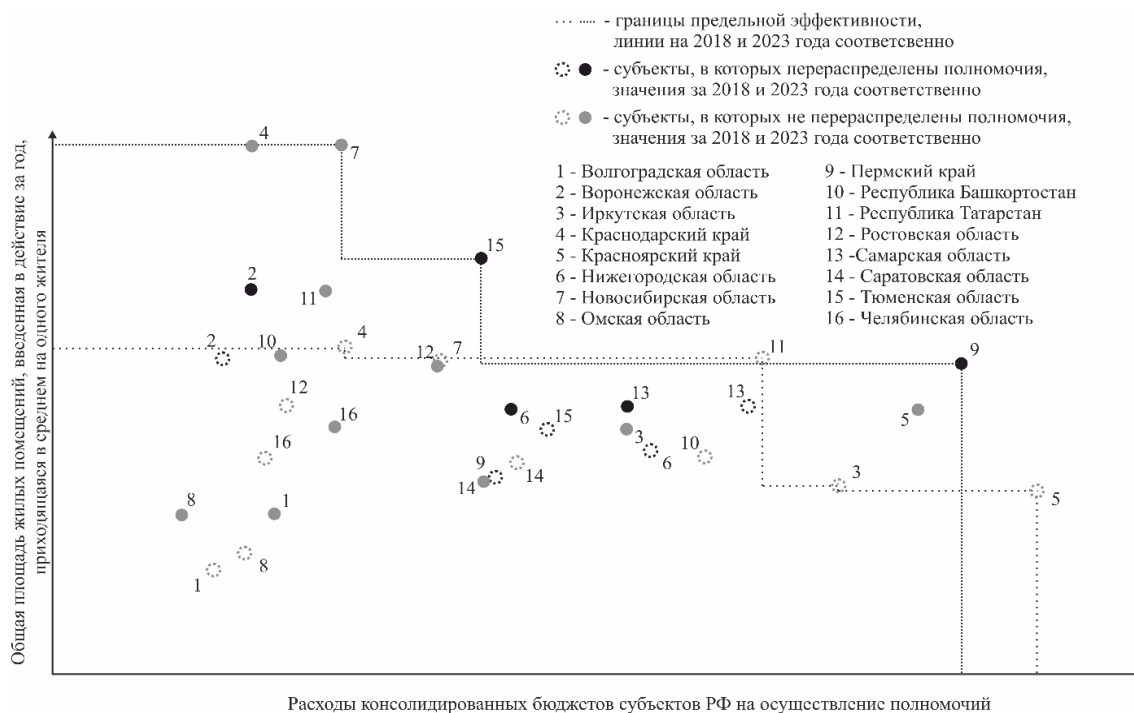 ··· ······ - границы предельной эффективности,
линии на 2018 и 2023 года соответсвенно
- субъекты, в которых перераспределены полномочия,
значения за 2018 и 2023 года соответственно
- субъекты, в которых не перераспределены полномочия,
значения за 2018 и 2023 года соответственно
1 - Волгоградская область
2 - Воронежская область
3 - Иркутская область
4 - Краснодарский край
5 - Красноярский край
6 - Нижегородская область
7 - Новосибирская область
8 - Омская область
9 - Пермский край
10 - Республика Башкортостан
11 - Республика Татарстан
12 - Ростовская область
13 -Самарская область
14 - Саратовская область
15 - Тюменская область
16 - Челябинская область
Общая площадь жилых помещений, введенная в действие за год,
приходящаяся в среднем на одного жителя
4
7
15
2
11
2
10
4
12
7
11
9
12
16
6
15
13
3
6
10
13
5
16
9
14
14
3
5
8
1
1
8
Расходы консолидированных бюджетов субъектов РФ на осуществление полномочий